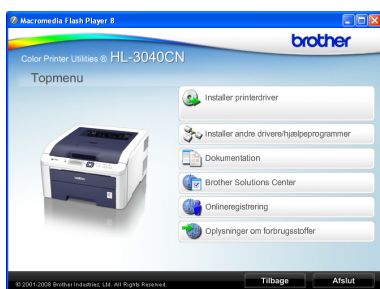 Macromedia Flash Player 8
brother
Color Printer Utilities ® HL-3040CN
Topmenu
Installer printerdriver
Installer andre drivere/hjælpeprogrammer
Dokumentation
Brother Solutions Center
Onlineregistrering
Oplysninger om forbrugsstoffer
© 2001-2008 Brother Industries, Ltd. All Rights Reserved.
Tilbage
Afslut